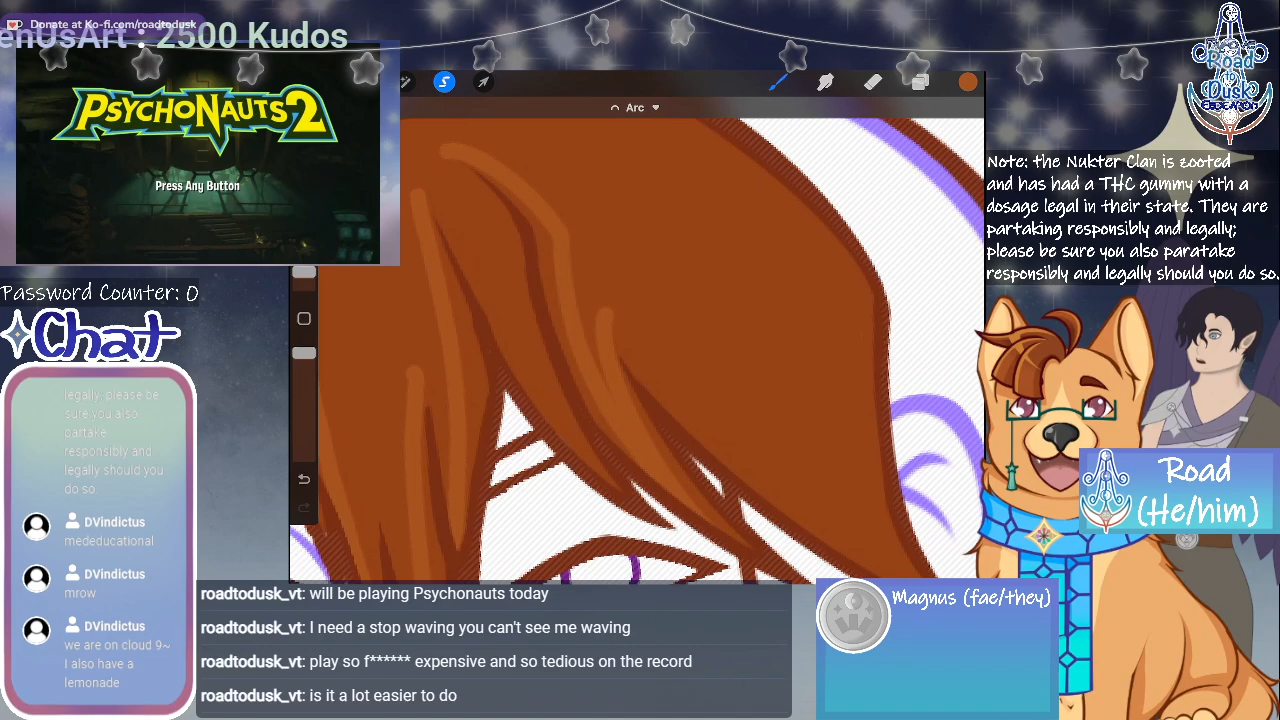 Donate at Ko-fi.com/roadtodusk
enUsArt : 2500 Kudos
PSYCHONAUTS 2
Press Any Button
Arc
Road
to
Dusk
Note: the Nukter Clan is zooted
and has had a THC gummy with a
dosage legal in their state. They are
partaking responsibly and legally;
please be sure you also paratake
responsibly and legally should you do so.
Password Counter: 0
Chat
legally; please be
sure you also
partake
responsibly and
legally should you
do so.
DVindictus
mededucational
DVindictus
mrow
DVindictus
we are on cloud 9~
I also have a
lemonade
roadtodusk_vt: will be playing Psychonauts today
roadtodusk_vt: I need a stop waving you can't see me waving
roadtodusk_vt: play so f****** expensive and so tedious on the record
roadtodusk_vt: is it a lot easier to do
Road
(He/him)
Magnus (fae/they)